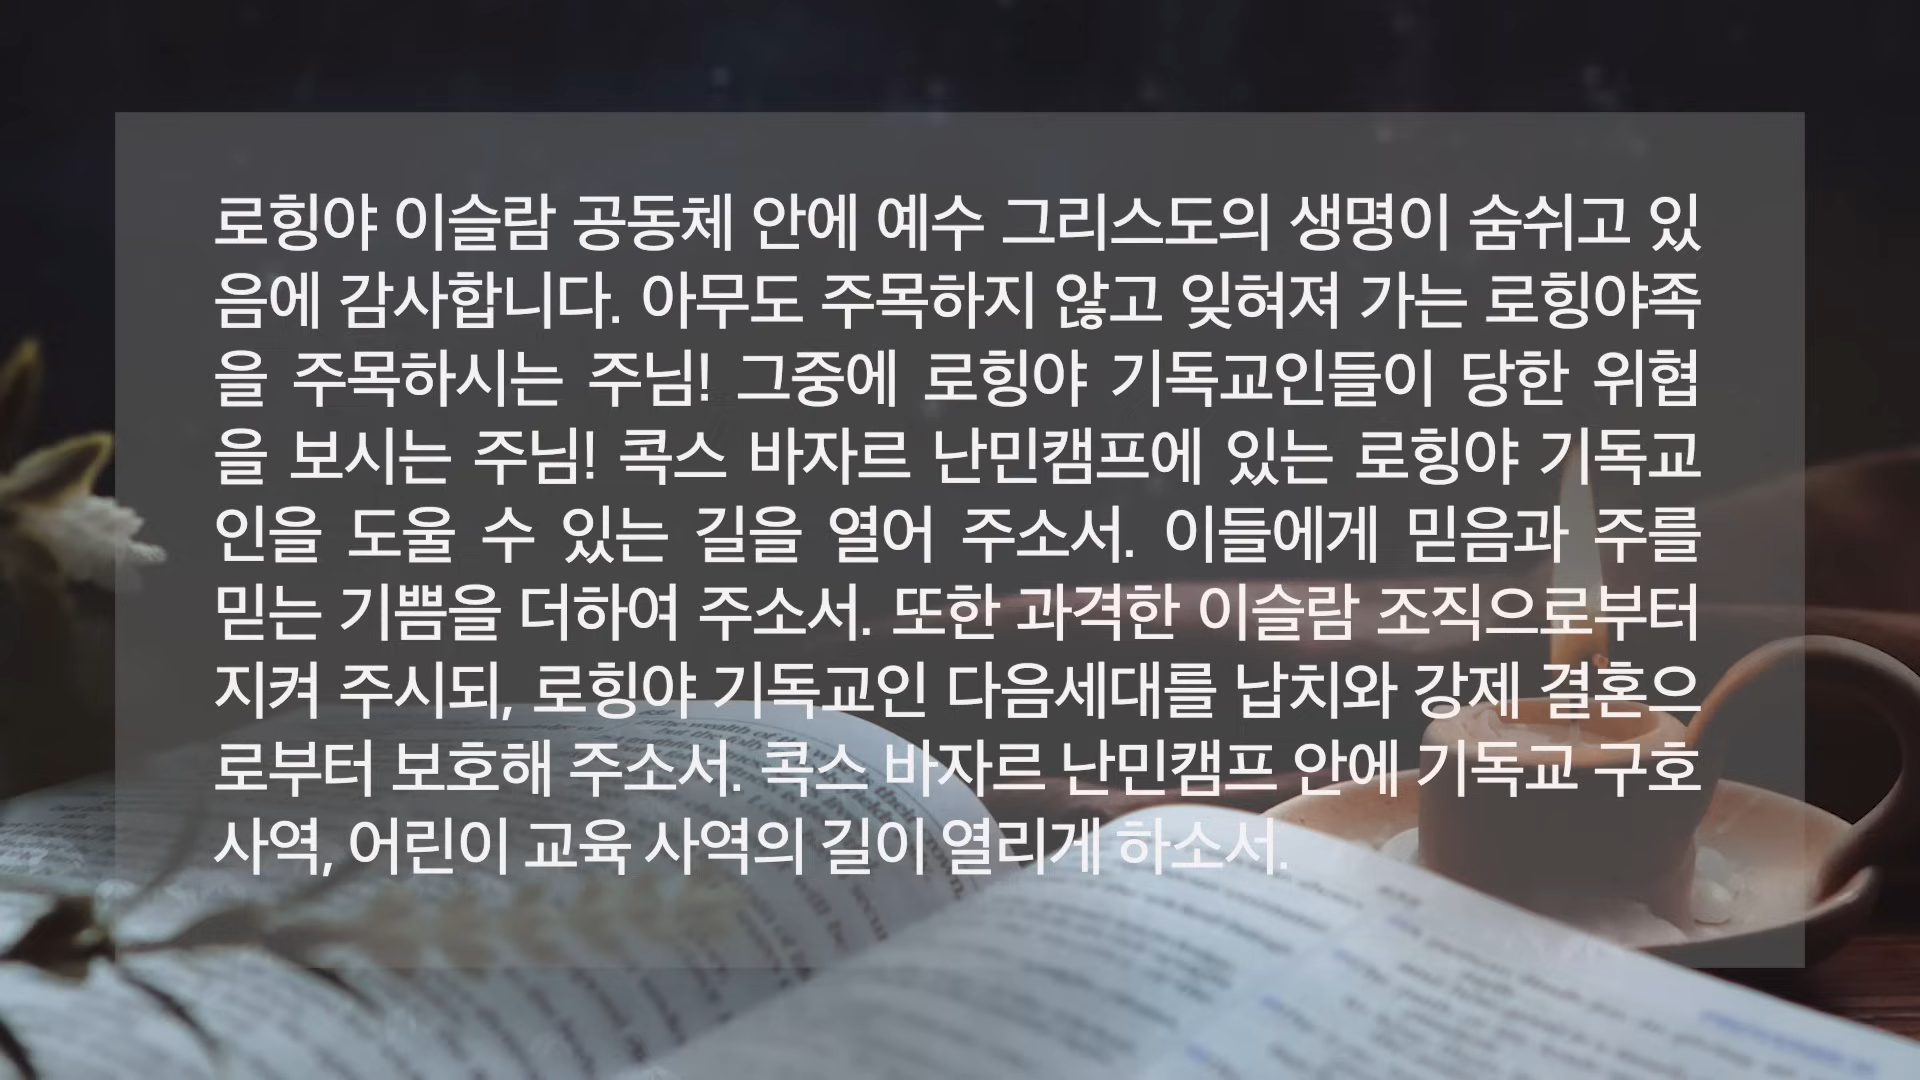 로힝야 이슬람 공동체 안에 예수 그리스도의 생명이 숨쉬고 있
음에 감사합니다. 아무도 주목하지 않고 잊혀져 가는 로힝야족
을 주목하시는 주님! 그중에 로힝야 기독교인들이 당한 위협
을 보시는 주님! 콕스 바자르 난민캠프에 있는 로힝야 기독교
인을 도울 수 있는 길을 열어 주소서. 이들에게 믿음과 주를
믿는 기쁨을 더하여 주소서. 또한 과격한 이슬람 조직으로부터
지켜 주시되, 로힝야 기독교인 다음세대를 납치와 강제 결혼으
로부터 보호해 주소서. 콕스 바자르 난민캠프 안에 기독교 구호
사역, 어린이 교육 사역의 길이 열리게 하소서.